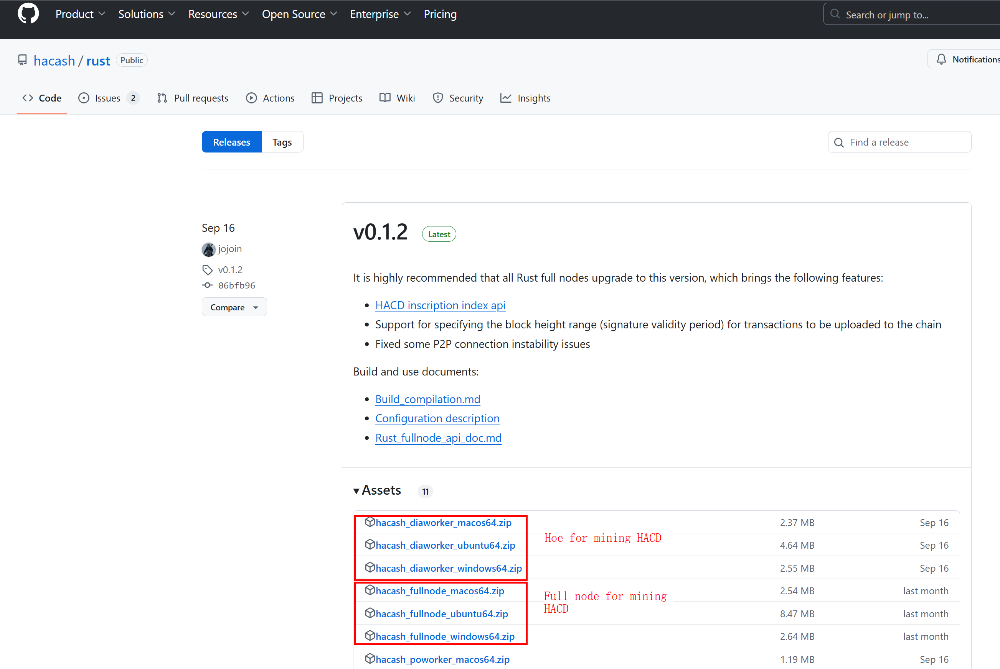 Product Solutions Resources Open Source Enterprise Pricing Search or jump to...
hacash / rust Public Notifications
Code Issues 2 Pull requests Actions Projects Wiki Security Insights
Releases Tags Find a release
Sep 16
jojoin
v0.1.2
06bfb96
Compare
v0.1.2 Latest
It is highly recommended that all Rust full nodes upgrade to this version, which brings the following features:
HACD inscription index api
Support for specifying the block height range (signature validity period) for transactions to be uploaded to the chain
Fixed some P2P connection instability issues
Build and use documents:
Build_compilation.md
Configuration description
Rust_fullnode_api_doc.md
Assets 11
hacash_diaworker_macos64.zip 2.37 MB Sep 16
Hoe for mining HACD
hacash_diaworker_ubuntu64.zip 4.64 MB Sep 16
hacash_diaworker_windows64.zip 2.55 MB Sep 16
hacash_fullnode_macos64.zip 2.54 MB last month
Full node for mining
HACD
hacash_fullnode_ubuntu64.zip 8.47 MB last month
hacash_fullnode_windows64.zip 2.64 MB last month
hacash_poworker_macos64.zip 1.19 MB Sep 16